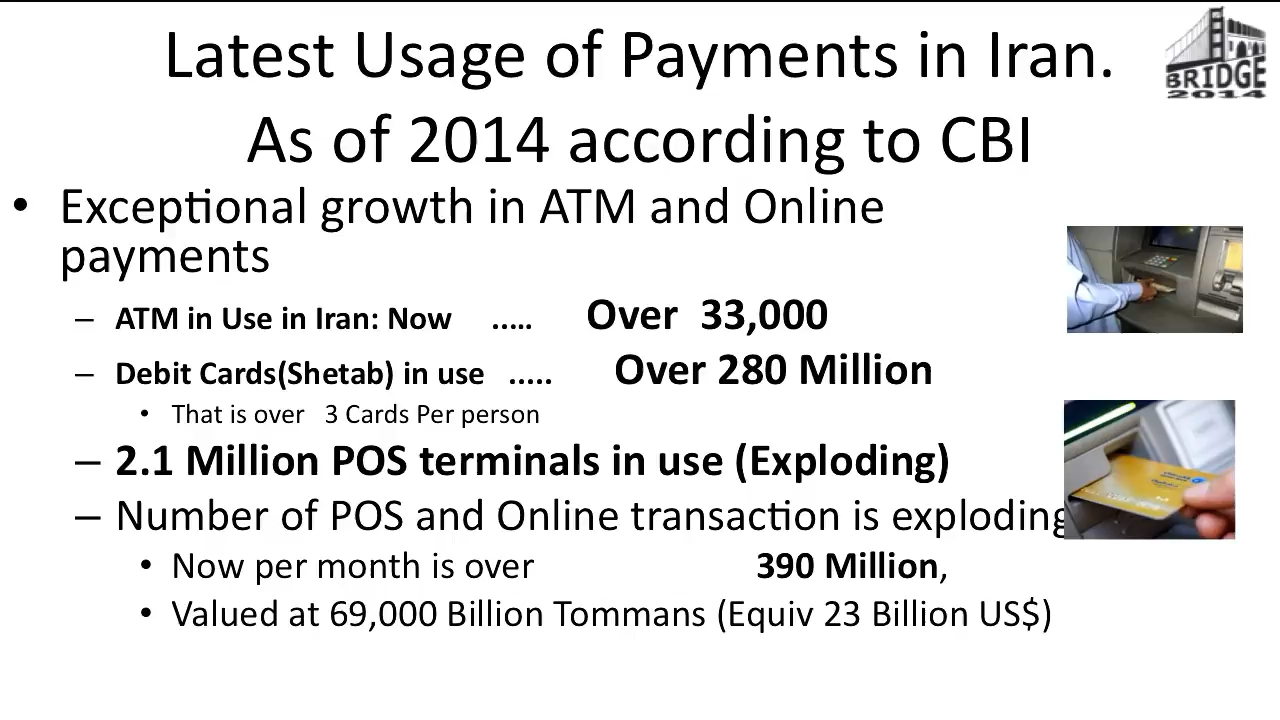 Latest Usage of Payments in Iran.
As of 2014 according to CBI
BRIDGE
2014
• Exceptional growth in ATM and Online
payments
– ATM in Use in Iran: Now ..... Over 33,000
– Debit Cards(Shetab) in use ..... Over 280 Million
• That is over 3 Cards Per person
– 2.1 Million POS terminals in use (Exploding)
– Number of POS and Online transaction is exploding
• Now per month is over 390 Million,
• Valued at 69,000 Billion Tommans (Equiv 23 Billion US$)